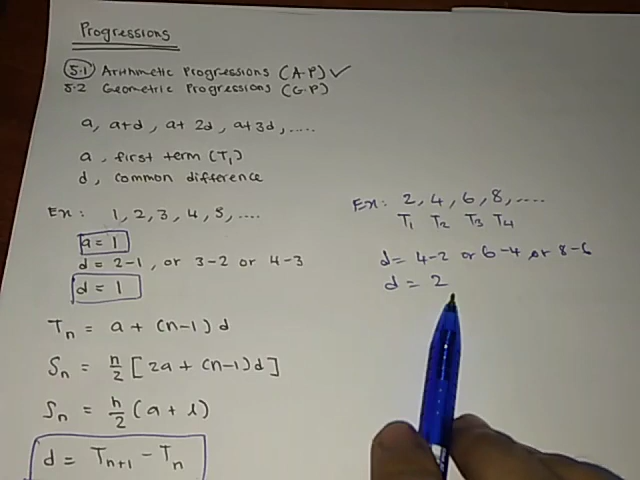 Progressions
5.1 Arithmetic Progressions (A.P) ✓
5.2 Geometric Progressions (G.P)
a, a+d, a+2d, a+3d, .....
a, first term (T₁)
d, common difference
Ex: 1, 2, 3, 4, 5, ....
a = 1
d = 2-1, or 3-2 or 4-3
d = 1
Tₙ = a + (n-1)d
Sₙ = n/2 [2a + (n-1)d]
Sₙ = n/2 (a + l)
d = Tₙ₊₁ - Tₙ
Ex: 2, 4, 6, 8, ....
T₁ T₂ T₃ T₄
d = 4-2 or 6-4 or 8-6
d = 2